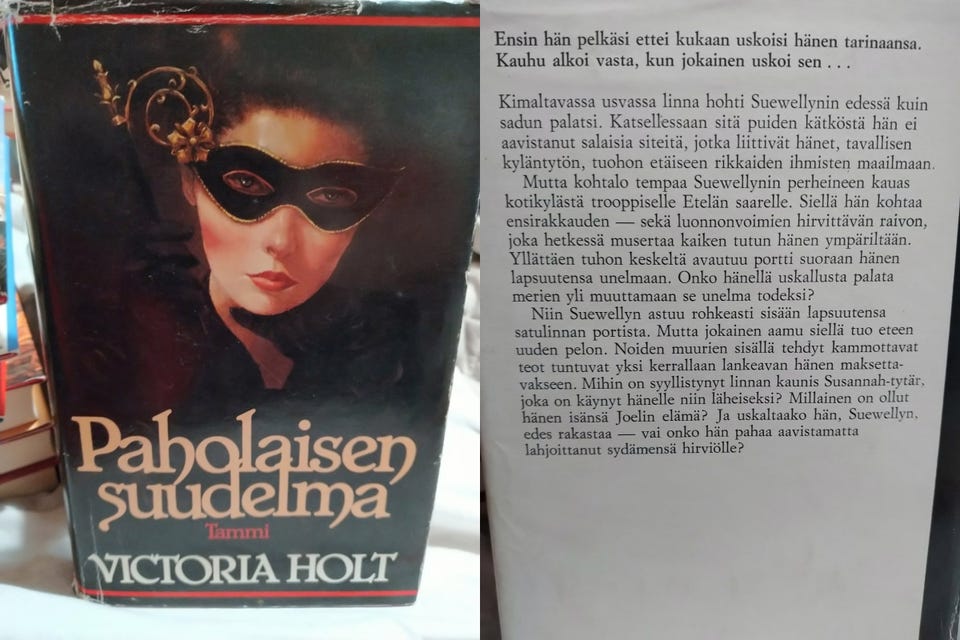 Paholaisen
suudelma
Tammi
VICTORIA HOLT
Ensin hän pelkäsi ettei kukaan uskoisi hänen tarinaansa.
Kauhu alkoi vasta, kun jokainen uskoi sen . . .
Kimaltavassa usvassa linna hohti Suewellynin edessä kuin
sadun palatsi. Katsellessaan sitä puiden kätköstä hän ei
aavistanut salaisia siteitä, jotka liittivät hänet, tavallisen
kyläntytön, tuohon etäiseen rikkaiden ihmisten maailmaan.
Mutta kohtalo tempaa Suewellynin perheineen kauas
kotikylästä trooppiselle Etelän saarelle. Siellä hän kohtaa
ensirakkauden — sekä luonnonvoimien hirvittävän raivon,
joka hetkessä musertaa kaiken tutun hänen ympäriltään.
Yllättäen tuhon keskeltä avautuu portti suoraan hänen
lapsuutensa unelmaan. Onko hänellä uskallusta palata
merien yli muuttamaan se unelma todeksi?
Niin Suewellyn astuu rohkeasti sisään lapsuutensa
satulinnan portista. Mutta jokainen aamu siellä tuo eteen
uuden pelon. Noiden muurien sisällä tehdyt kammottavat
teot tuntuvat yksi kerrallaan lankeavan hänen maksetta-
vakseen. Mihin on syyllistynyt linnan kaunis Susannah-tytär,
joka on käynyt hänelle niin läheiseksi? Millainen on ollut
hänen isänsä Joelin elämä? Ja uskaltaako hän, Suewellyn,
edes rakastaa — vai onko hän pahaa aavistamatta
lahjoittanut sydämensä hirviölle?